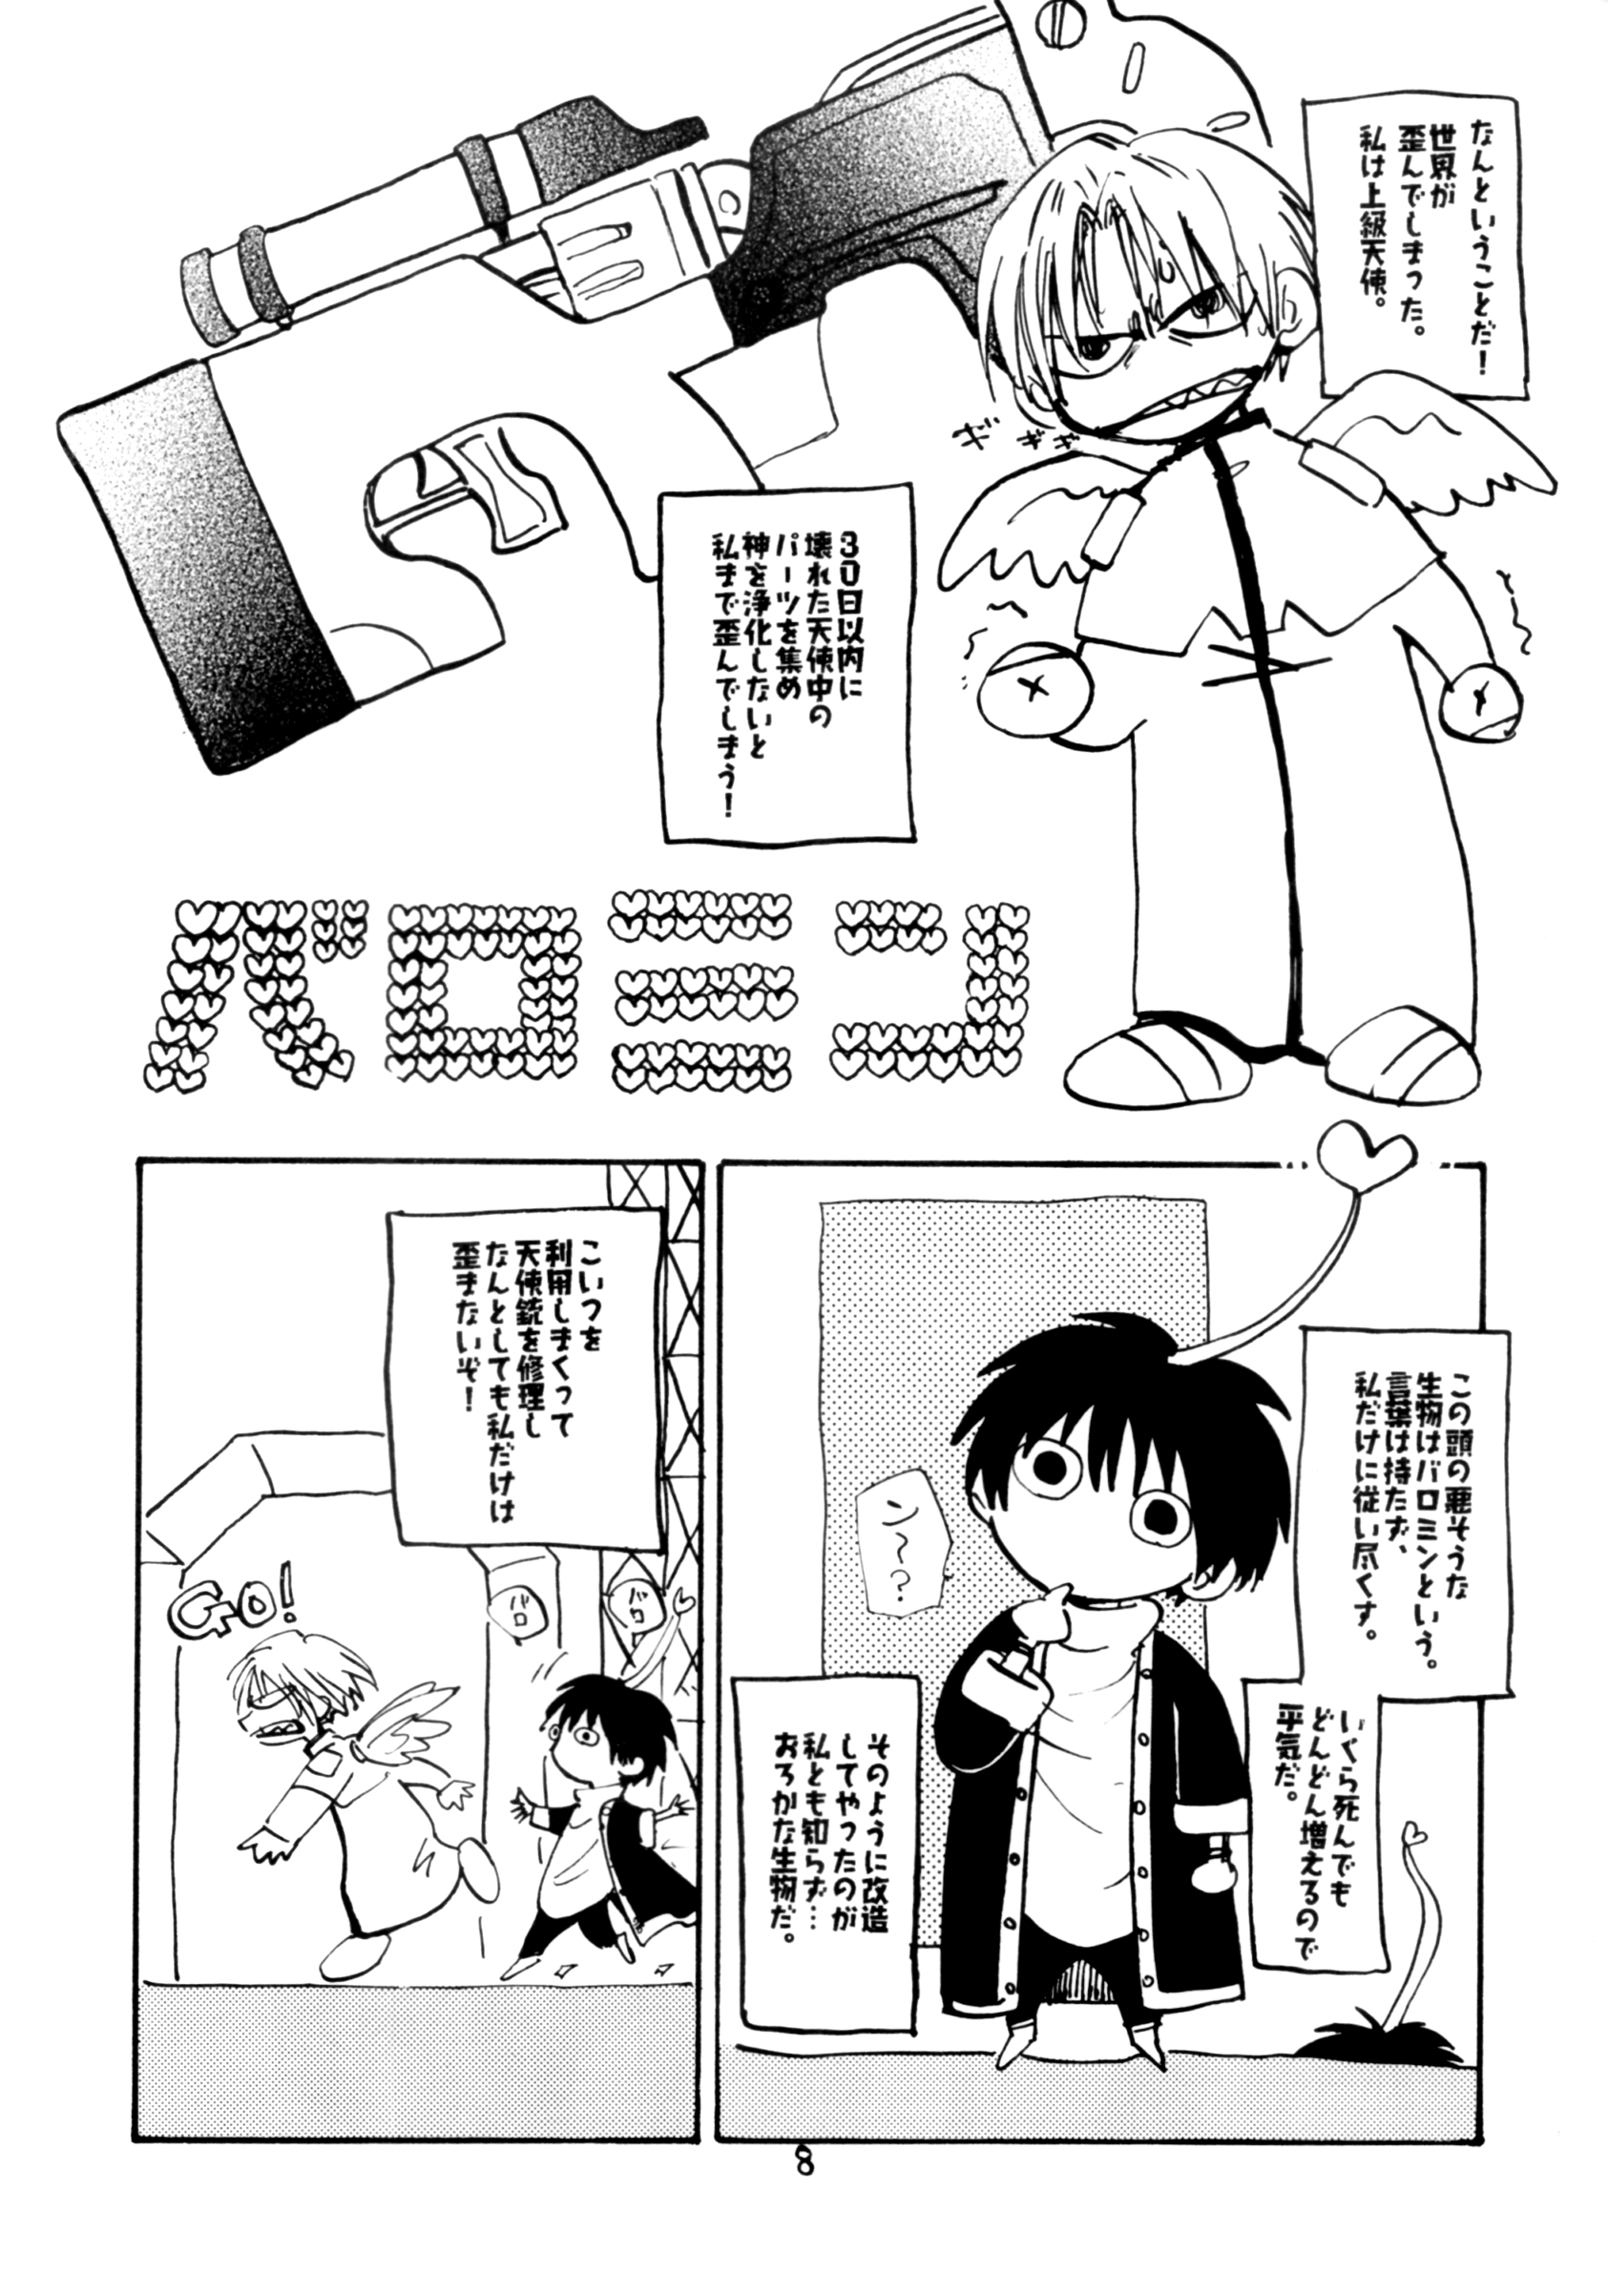 なんということだ！
世界が
歪んでしまった。
私は上級天使。
ギギギ
30日以内に
壊れた天使中の
パーツを集め
神を浄化しないと
私まで歪んでしまう！
バロミコ
この頭の悪そうな
生物はバロミンという。
言葉は持たず、
私だけに従い尽くす。
いくら死んでも
どんどん増えるので
平気だ。
ン～？
そのように改造
してやったのが
私とも知らず…
おろかな生物だ。
こいつを
利用しまくって
天使銃を修理し
なんとしても私だけは
歪まないぞ！
バロ
バロ
GO!
8